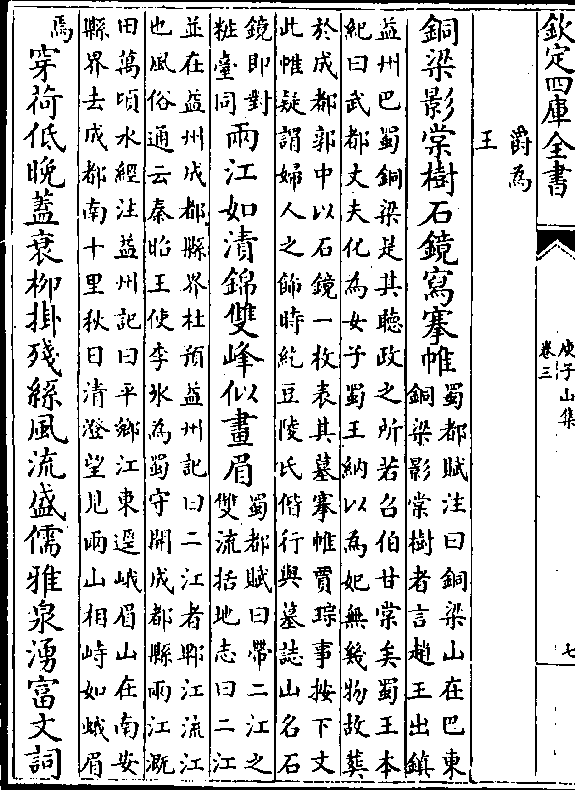 欽定四庫全書
庾子山集
卷三
七
爵為
王
銅梁影棠樹石鏡寫搴帷
蜀都賦注曰銅梁山在巴東
銅梁影棠樹者言趙王出鎮
益州巴蜀銅梁是其聽政之所若召伯甘棠矣蜀王本
紀曰武都丈夫化為女子蜀王納以為妃無幾物故葬
於成都郭中以石鏡一枚表其墓搴帷賈琮事按下文
此帷疑謂婦人之飾時紇豆陵氏偕行與墓誌山名石
鏡即對
粧臺同
兩江如漬錦雙峰似畫眉
蜀都賦曰帶二江之
雙流括地志曰二江
並在益州成都縣界杜預益州記曰二江者郫江流江
也風俗通云秦昭王使李氷為蜀守開成都縣兩江溉
田萬頃水經注益州記曰平鄉江東逕峨眉山在南安
縣界去成都南十里秋日清澄望見兩山相峙如蛾眉
焉
穿荷低晚蓋衰柳掛殘絲風流盛儒雅泉湧富文詞